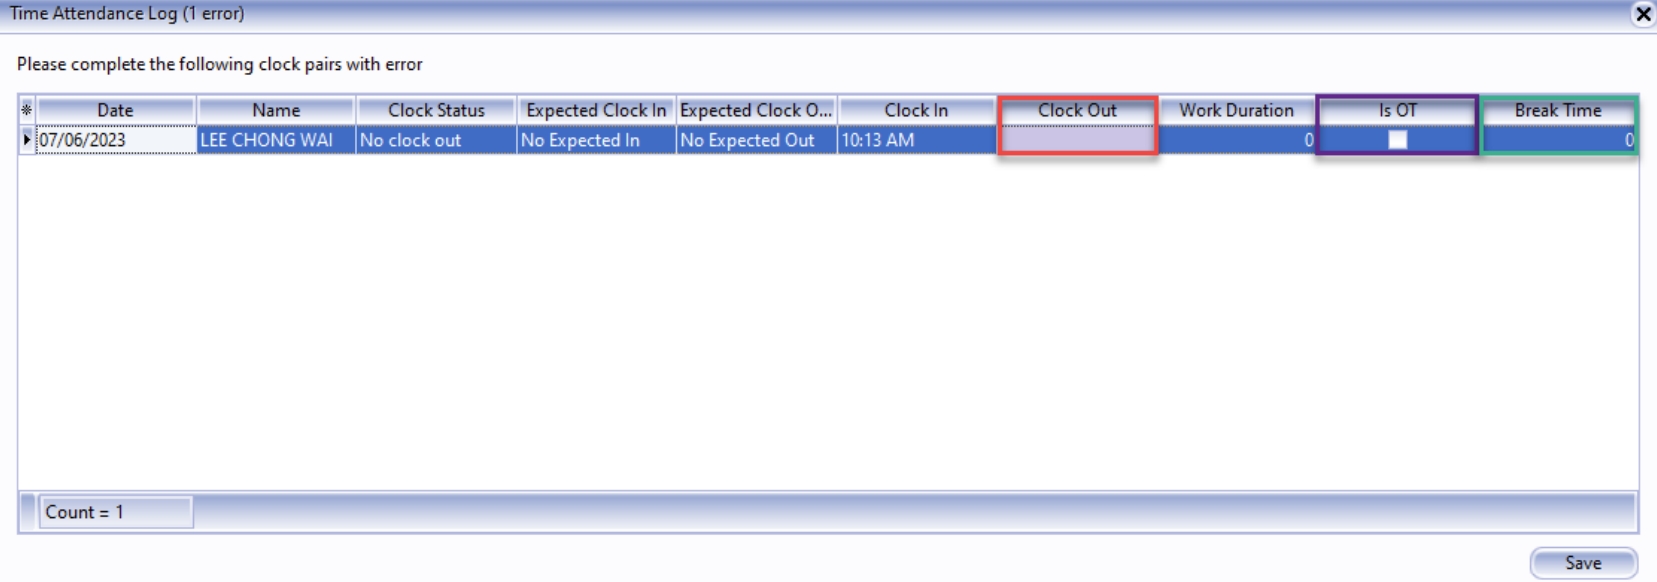 Time Attendance Log (1 error)
Please complete the following clock pairs with error
Date Name Clock Status Expected Clock In Expected Clock O... Clock In Clock Out Work Duration Is OT Break Time
07/06/2023 LEE CHONG WAI No clock out No Expected In No Expected Out 10:13 AM 0 0
Count = 1
Save